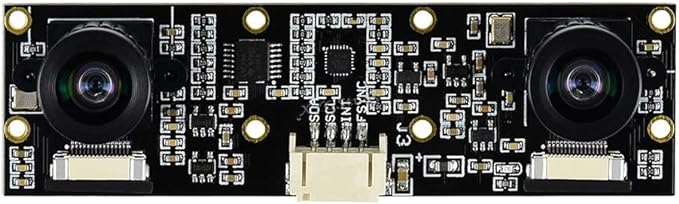 SDA
SCL
INT
FSYNC
J3